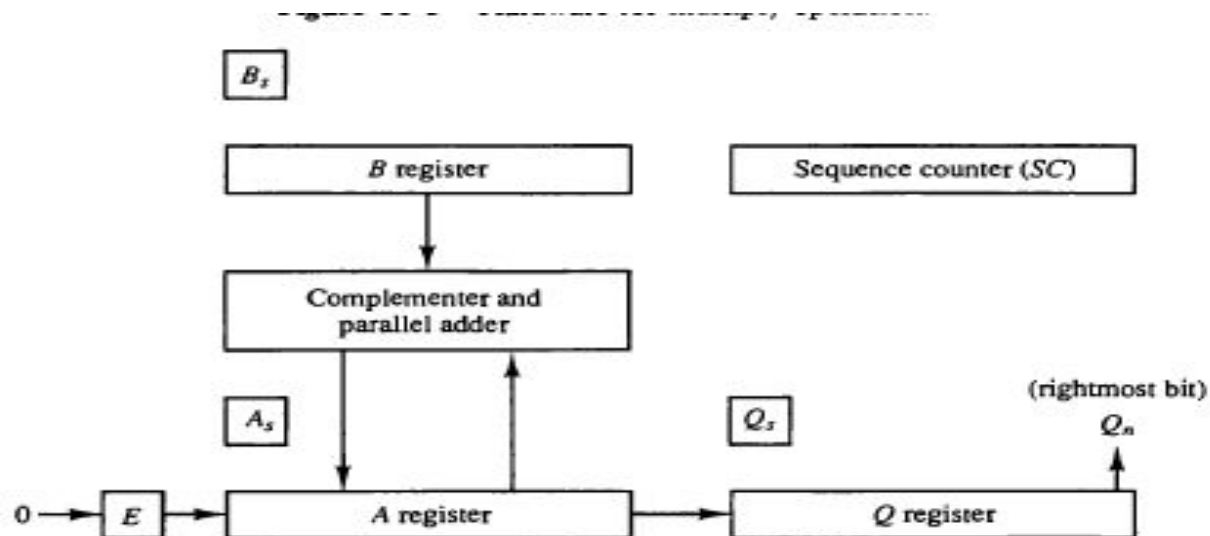 B_s
B register
Sequence counter (SC)
Complementer and
parallel adder
(rightmost bit)
A_s
Q_s
Q_n
0
E
A register
Q register